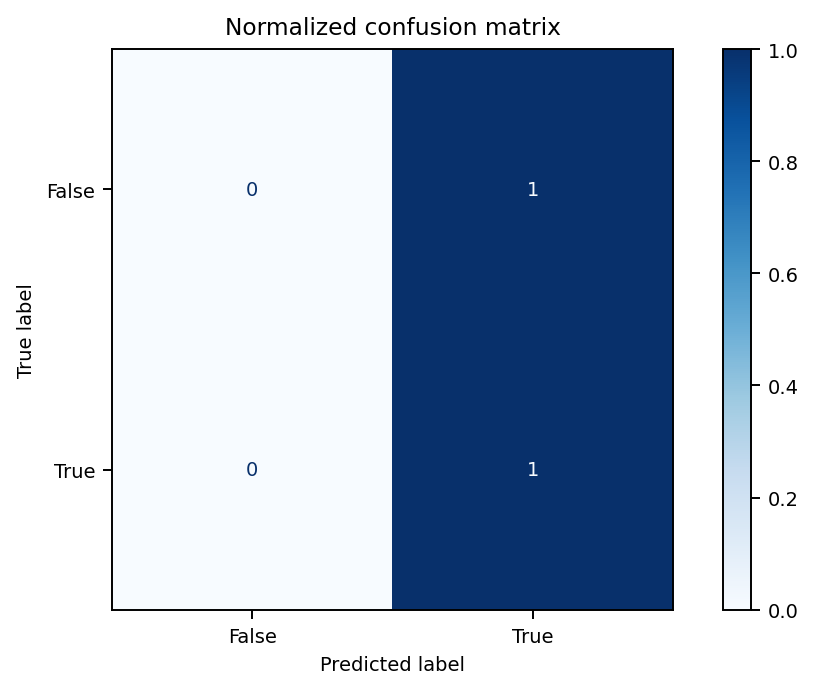 Normalized confusion matrix
1.0
0.8
0.6
0.4
0.2
0.0
True label
False
0
1
True
0
1
False
True
Predicted label